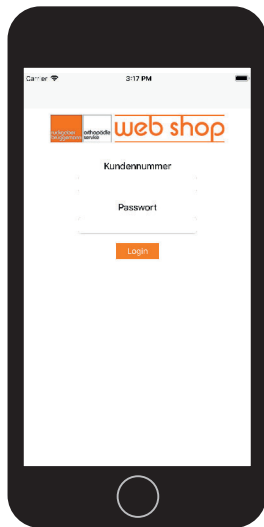 Carrier 3:17 PM
orthopädie
service
web shop
Kundennummer
Passwort
Login